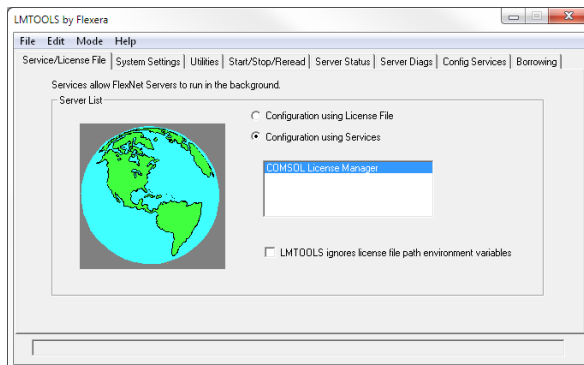 LMTOOLS by Flexera
File Edit Mode Help
Service/License File System Settings Utilities Start/Stop/Reread Server Status Server Diags Config Services Borrowing
Services allow FlexNet Servers to run in the background.
Server List
Configuration using License File
Configuration using Services
COMSOL License Manager
LMTOOLS ignores license file path environment variables